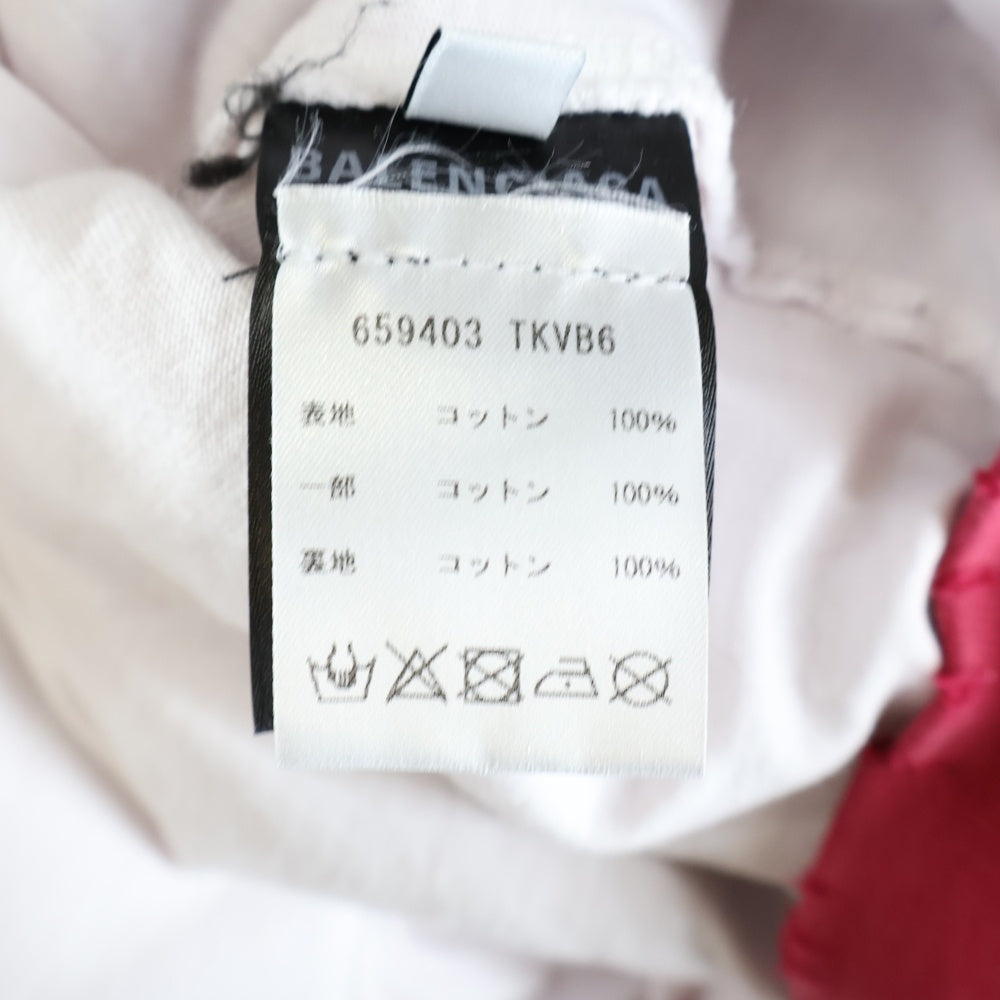 BALENCIAGA
659403 TKVB6
表地 コットン 100%
一部 コットン 100%
裏地 コットン 100%